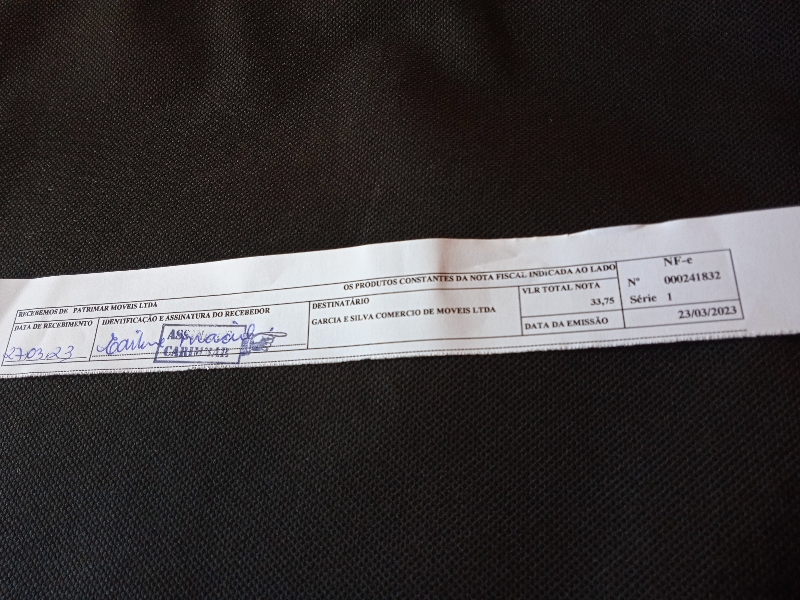 RECEBEMOS DE PATRIMAR MOVEIS LTDA OS PRODUTOS CONSTANTES DA NOTA FISCAL INDICADA AO LADO
DATA DE RECEBIMENTO
27.03.23
IDENTIFICAÇÃO E ASSINATURA DO RECEBEDOR
ASS.
CARIMBAR
DESTINATÁRIO
GARCIA E SILVA COMERCIO DE MOVEIS LTDA
VLR TOTAL NOTA
33,75
DATA DA EMISSÃO
23/03/2023
NF-e
Nº 000241832
Série 1